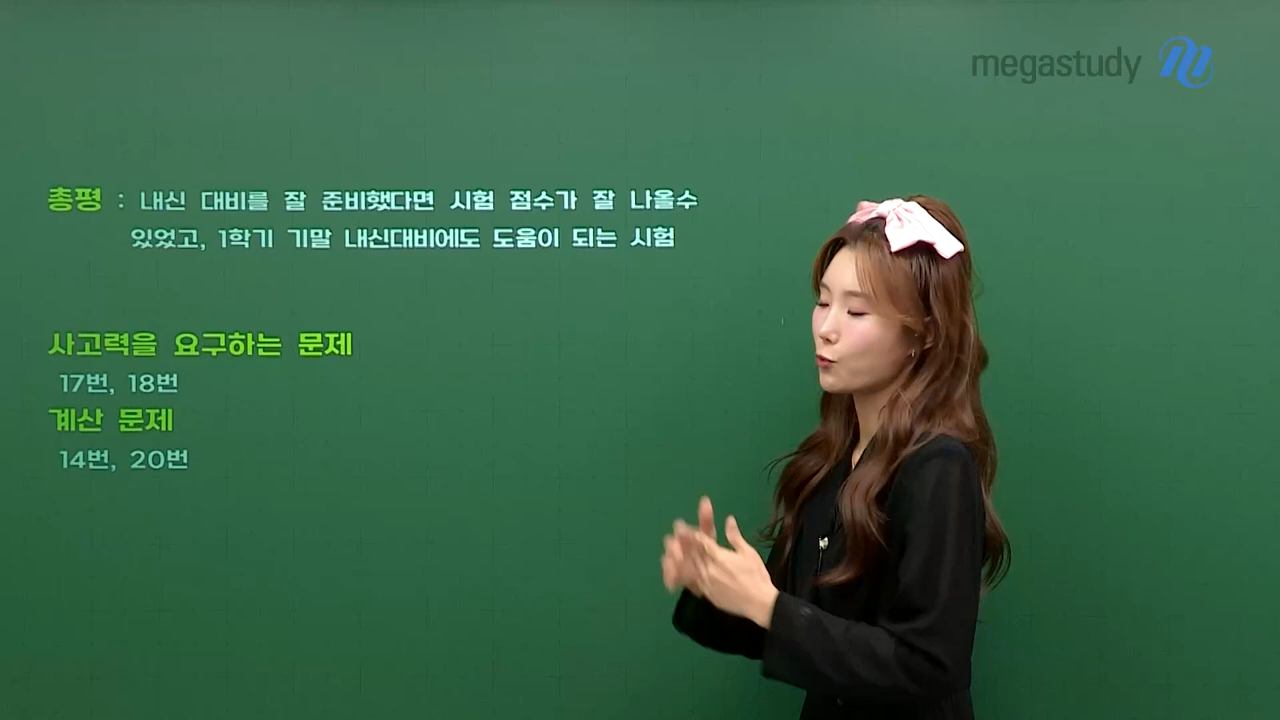 megastudy
총평 : 내신 대비를 잘 준비했다면 시험 점수가 잘 나올수
있었고, 1학기 기말 내신대비에도 도움이 되는 시험
사고력을 요구하는 문제
17번, 18번
계산 문제
14번, 20번